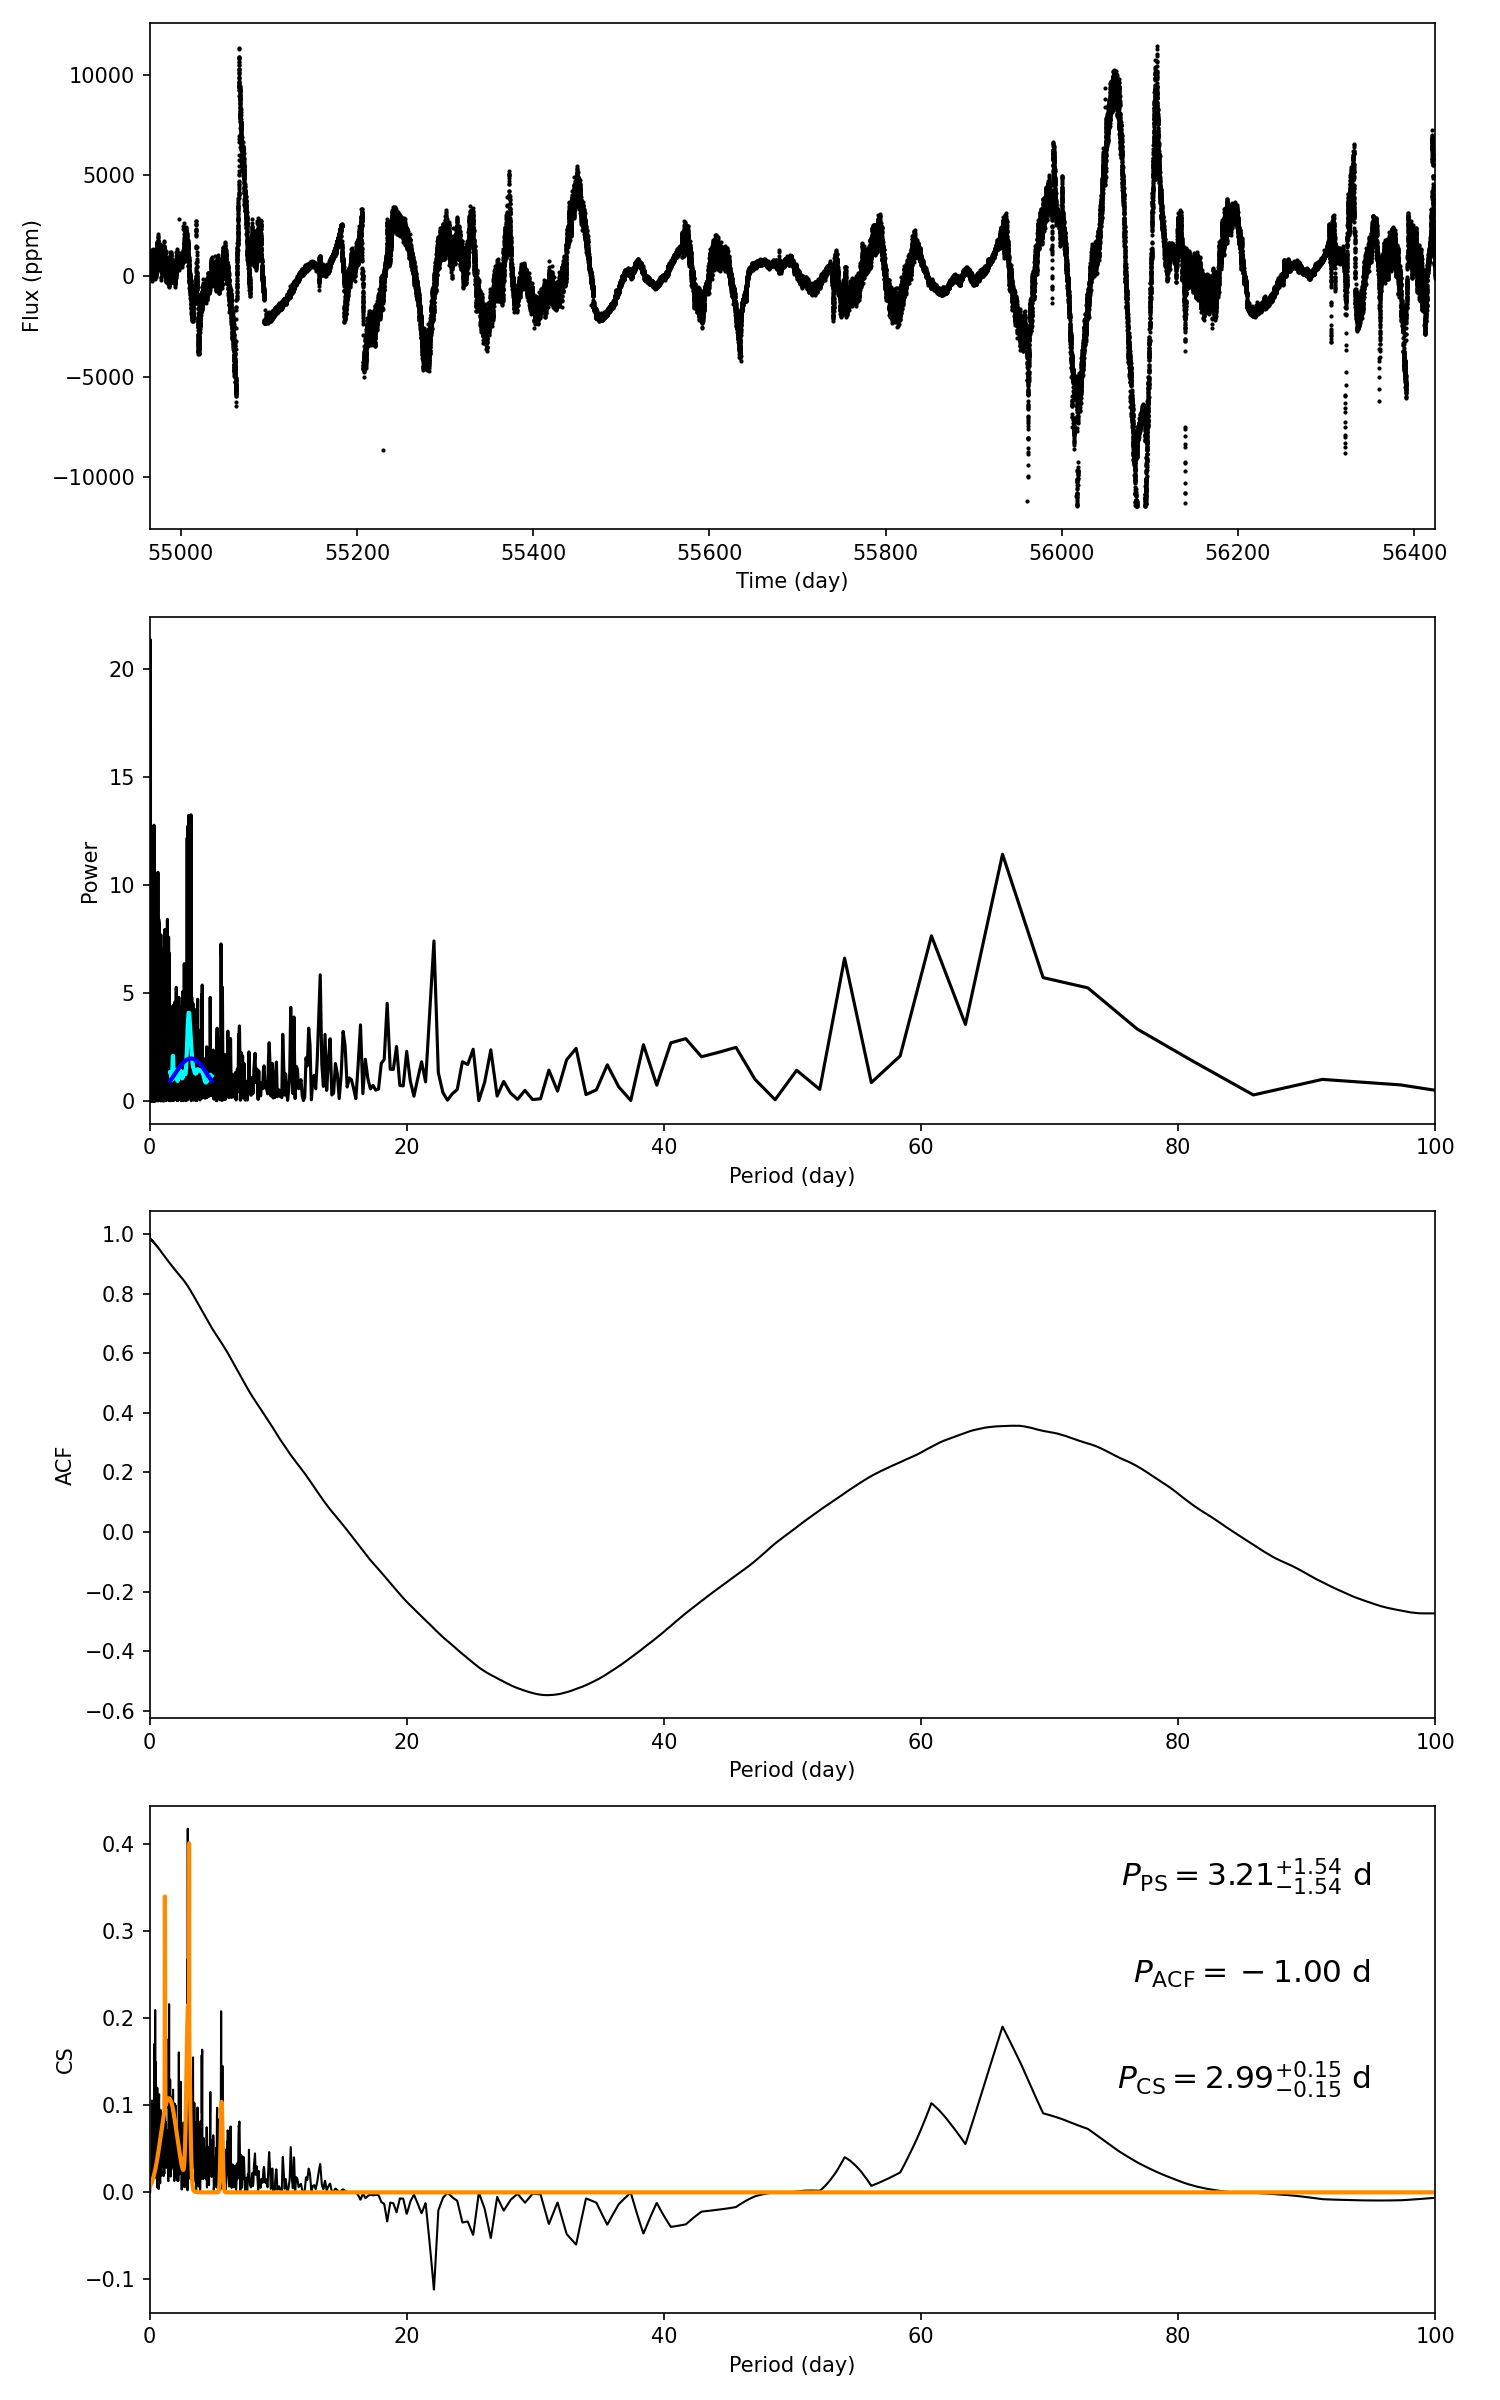 10000
5000
0
−5000
−10000
Flux (ppm)
55000 55200 55400 55600 55800 56000 56200 56400
Time (day)
20
15
10
5
0
Power
0 20 40 60 80 100
Period (day)
1.0
0.8
0.6
0.4
0.2
0.0
−0.2
−0.4
−0.6
ACF
0 20 40 60 80 100
Period (day)
0.4
0.3
0.2
0.1
0.0
−0.1
CS
P_PS = 3.21^{+1.54}_{−1.54} d
P_ACF = −1.00 d
P_CS = 2.99^{+0.15}_{−0.15} d
0 20 40 60 80 100
Period (day)